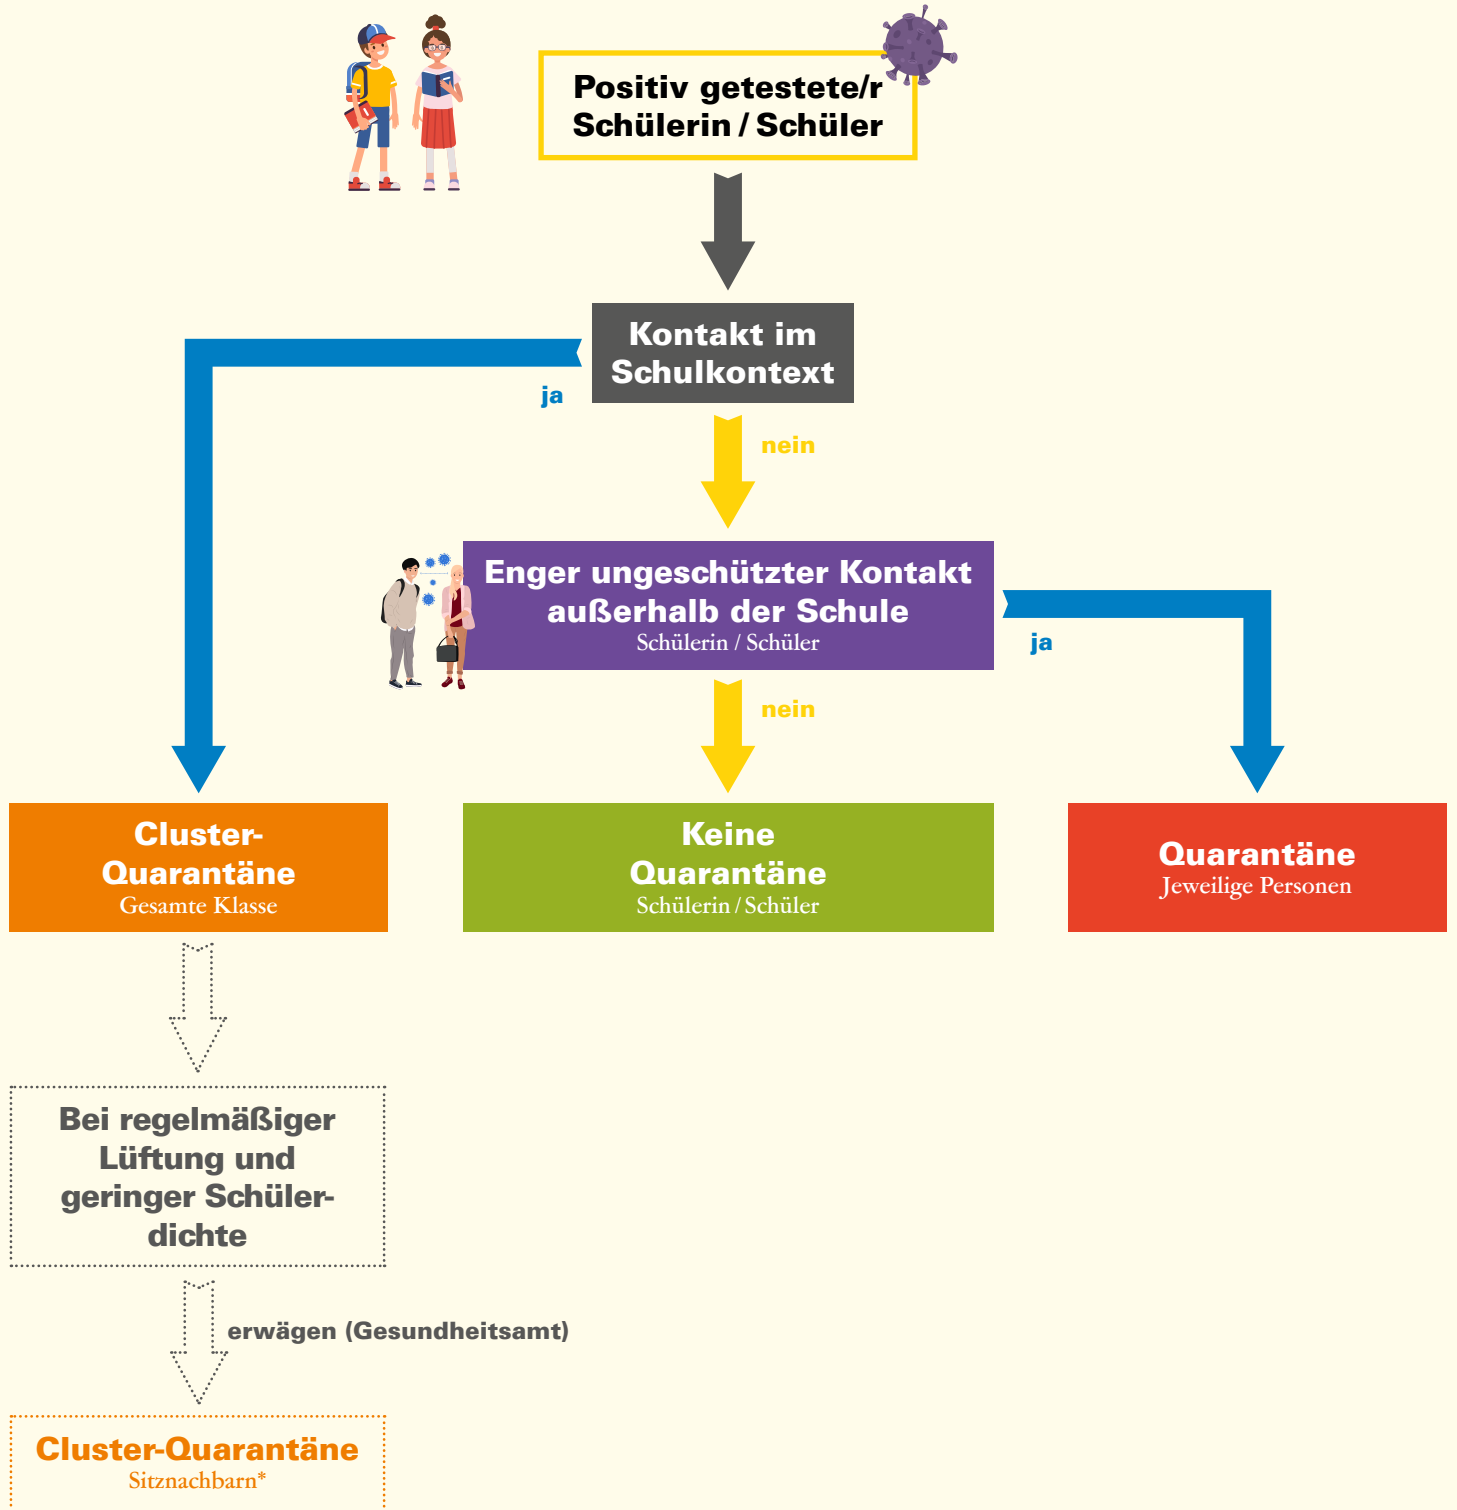 Positiv getestete/r
Schülerin / Schüler
Kontakt im
Schulkontext
ja
nein
Enger ungeschützter Kontakt
außerhalb der Schule
Schülerin / Schüler
ja
nein
Cluster-
Quarantäne
Gesamte Klasse
Keine
Quarantäne
Schülerin / Schüler
Quarantäne
Jeweilige Personen
Bei regelmäßiger
Lüftung und
geringer Schüler-
dichte
erwägen (Gesundheitsamt)
Cluster-Quarantäne
Sitznachbarn*